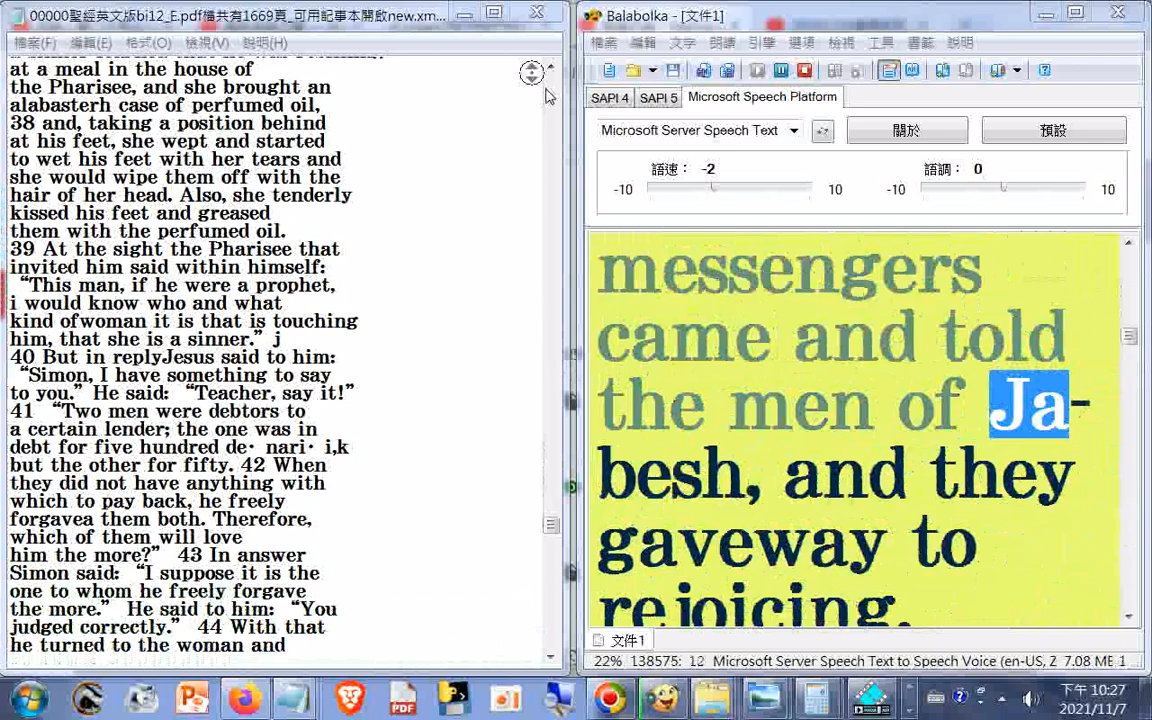 00000聖經英文版bi12_E.pdf檔共有1669頁_可用記事本開啟new.xm...
檔案(F) 編輯(E) 格式(O) 檢視(V) 說明(H)
at a meal in the house of
the Pharisee, and she brought an
alabasterh case of perfumed oil,
38 and, taking a position behind
at his feet, she wept and started
to wet his feet with her tears and
she would wipe them off with the
hair of her head. Also, she tenderly
kissed his feet and greased
them with the perfumed oil.
39 At the sight the Pharisee that
invited him said within himself:
“This man, if he were a prophet,
i would know who and what
kind ofwoman it is that is touching
him, that she is a sinner.” j
40 But in replyJesus said to him:
“Simon, I have something to say
to you.” He said: “Teacher, say it!”
41 “Two men were debtors to
a certain lender; the one was in
debt for five hundred de· nari· i,k
but the other for fifty. 42 When
they did not have anything with
which to pay back, he freely
forgavea them both. Therefore,
which of them will love
him the more?” 43 In answer
Simon said: “I suppose it is the
one to whom he freely forgave
the more.” He said to him: “You
judged correctly.” 44 With that
he turned to the woman and
Balabolka - [文件1]
檔案 編輯 文字 朗讀 引擎 選項 檢視 工具 書籤 說明
SAPI 4 SAPI 5 Microsoft Speech Platform
Microsoft Server Speech Text 關於 預設
語速： -2 語調： 0
-10 10 -10 10
messengers
came and told
the men of Ja-
besh, and they
gaveway to
rejoicing.
文件1
22% 138575: 12 Microsoft Server Speech Text to Speech Voice (en-US, Z 7.08 ME 1
PDF
下午 10:27
2021/11/7